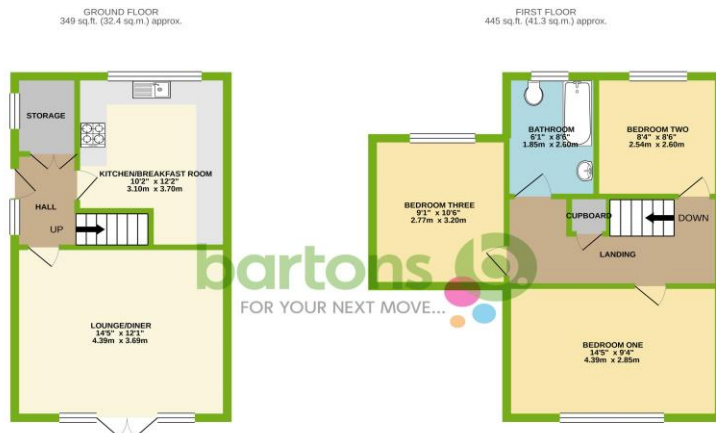 GROUND FLOOR
349 sq.ft. (32.4 sq.m.) approx.
STORAGE
KITCHEN/BREAKFAST ROOM
10'2" x 12'2"
3.10m x 3.70m
HALL
UP
LOUNGE/DINER
14'5" x 12'1"
4.39m x 3.69m
FIRST FLOOR
445 sq.ft. (41.3 sq.m.) approx.
BATHROOM
6'1" x 8'6"
1.85m x 2.60m
BEDROOM TWO
8'4" x 8'6"
2.54m x 2.60m
BEDROOM THREE
9'1" x 10'6"
2.77m x 3.20m
CUPBOARD
DOWN
LANDING
BEDROOM ONE
14'5" x 9'4"
4.39m x 2.85m
bartons b.
FOR YOUR NEXT MOVE...